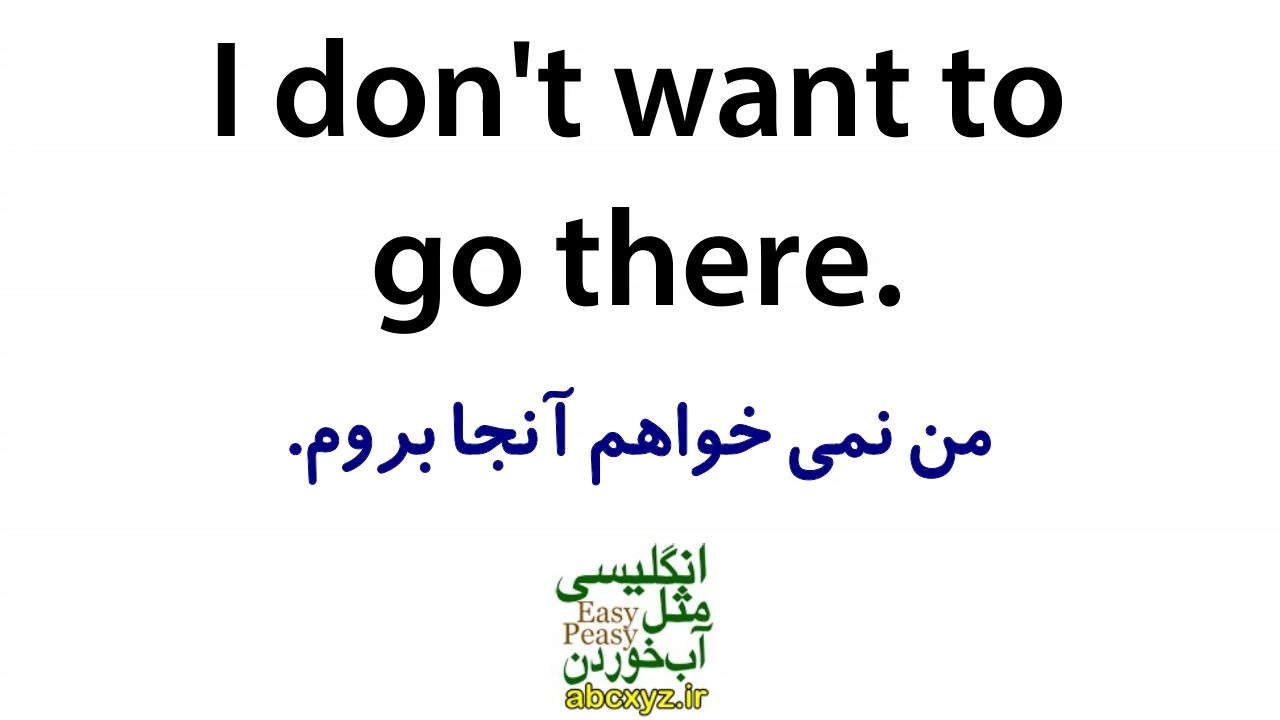 I don't want to
go there.
من نمی خواهم آنجا بروم.
انگلیسی
مثل Easy
Peasy
آب خوردن
abcxyz.ir